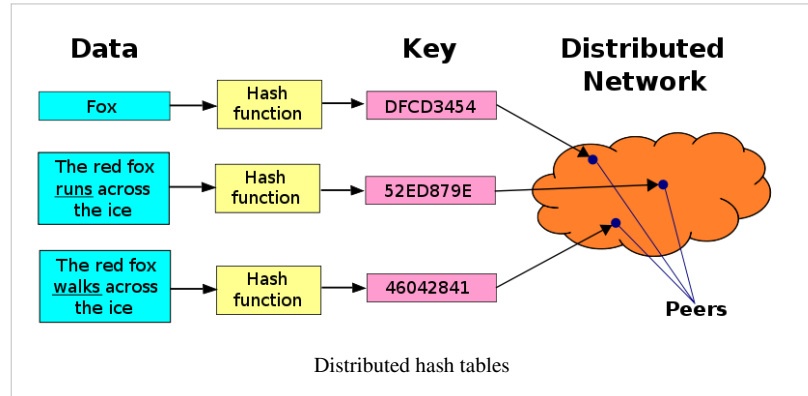 Data
Key
Distributed
Network
Fox
Hash
function
DFCD3454
The red fox
runs across
the ice
Hash
function
52ED879E
The red fox
walks across
the ice
Hash
function
46042841
Peers
Distributed hash tables